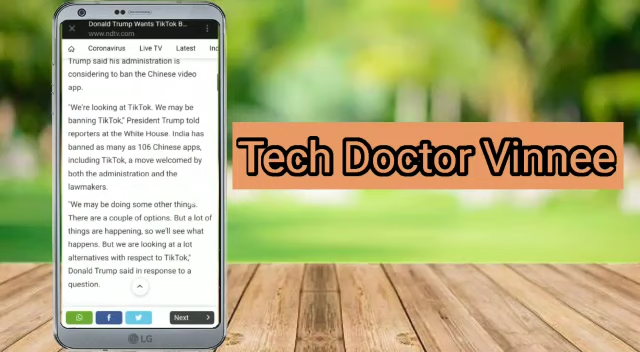 Donald Trump Wants TikTok B...
www.ndtv.com
Coronavirus Live TV Latest Ind
Trump said his administration is
considering to ban the Chinese video
app.
"We're looking at TikTok. We may be
banning TikTok," President Trump told
reporters at the White House. India has
banned as many as 106 Chinese apps,
including TikTok, a move welcomed by
both the administration and the
lawmakers.
"We may be doing some other things.
There are a couple of options. But a lot of
things are happening, so we'll see what
happens. But we are looking at a lot
alternatives with respect to TikTok,"
Donald Trump said in response to a
question.
Next
LG
Tech Doctor Vinnee